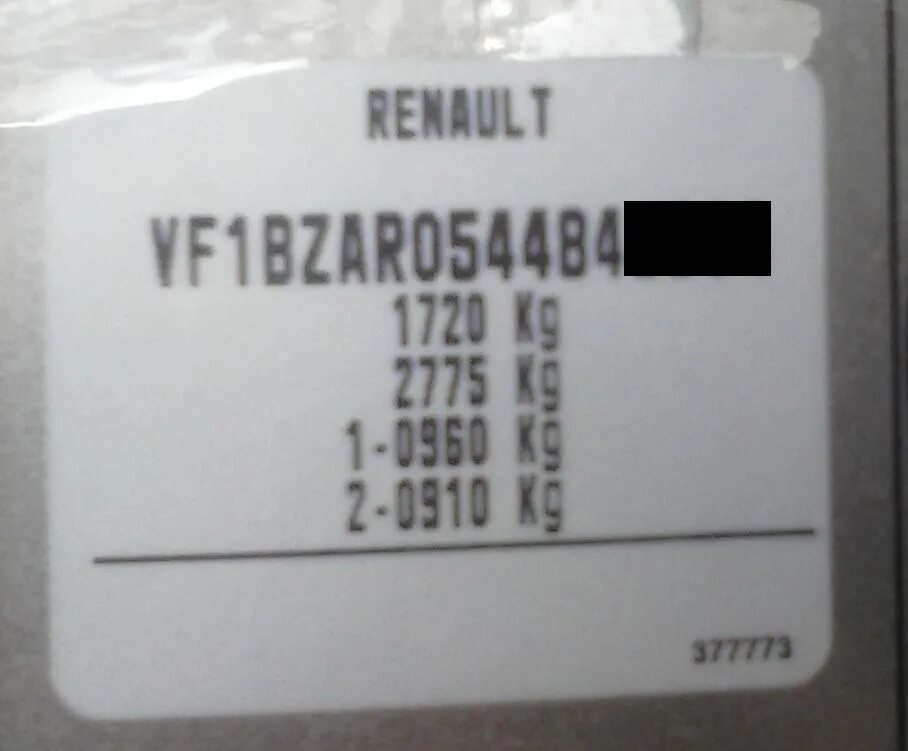 RENAULT
VF1BZAR054484
1720 Kg
2775 Kg
1-0960 Kg
2-0910 Kg
377773